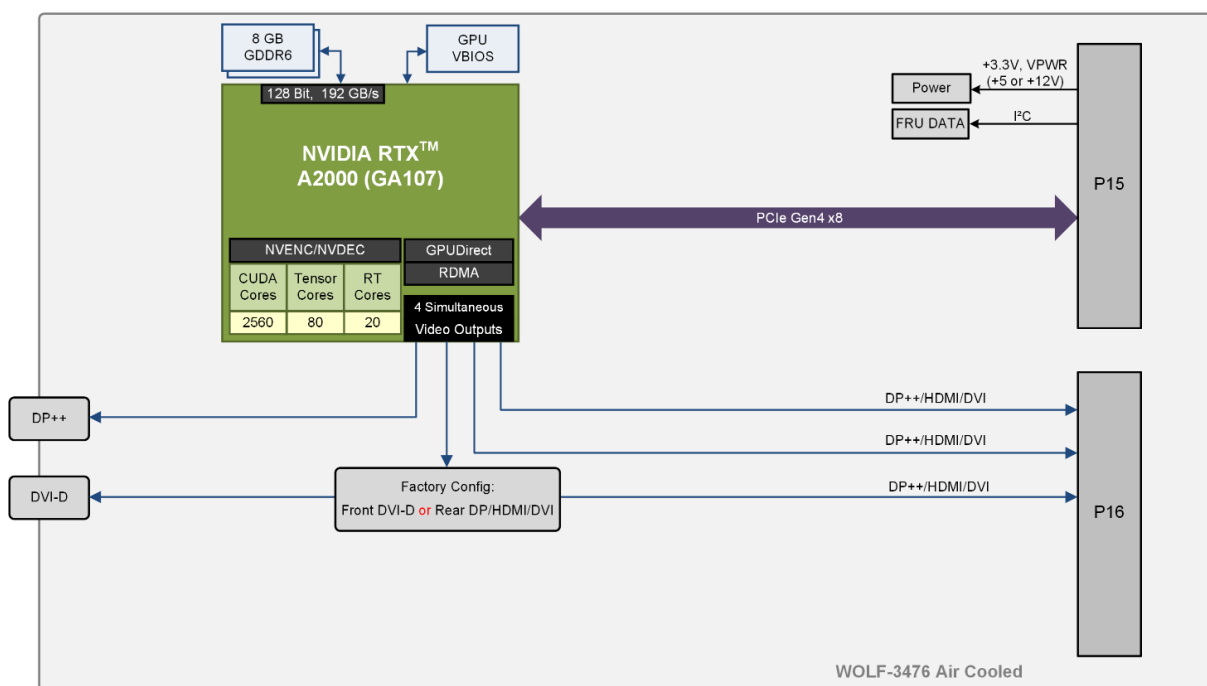 8 GB
GDDR6
GPU
VBIOS
128 Bit, 192 GB/s
NVIDIA RTX™
A2000 (GA107)
NVENC/NVDEC
CUDA
Cores
Tensor
Cores
RT
Cores
2560
80
20
GPUDirect
RDMA
4 Simultaneous
Video Outputs
+3.3V, VPWR
(+5 or +12V)
Power
I²C
FRU DATA
P15
PCIe Gen4 x8
DP++
DP++/HDMI/DVI
DP++/HDMI/DVI
DVI-D
Factory Config:
Front DVI-D or Rear DP/HDMI/DVI
DP++/HDMI/DVI
P16
WOLF-3476 Air Cooled